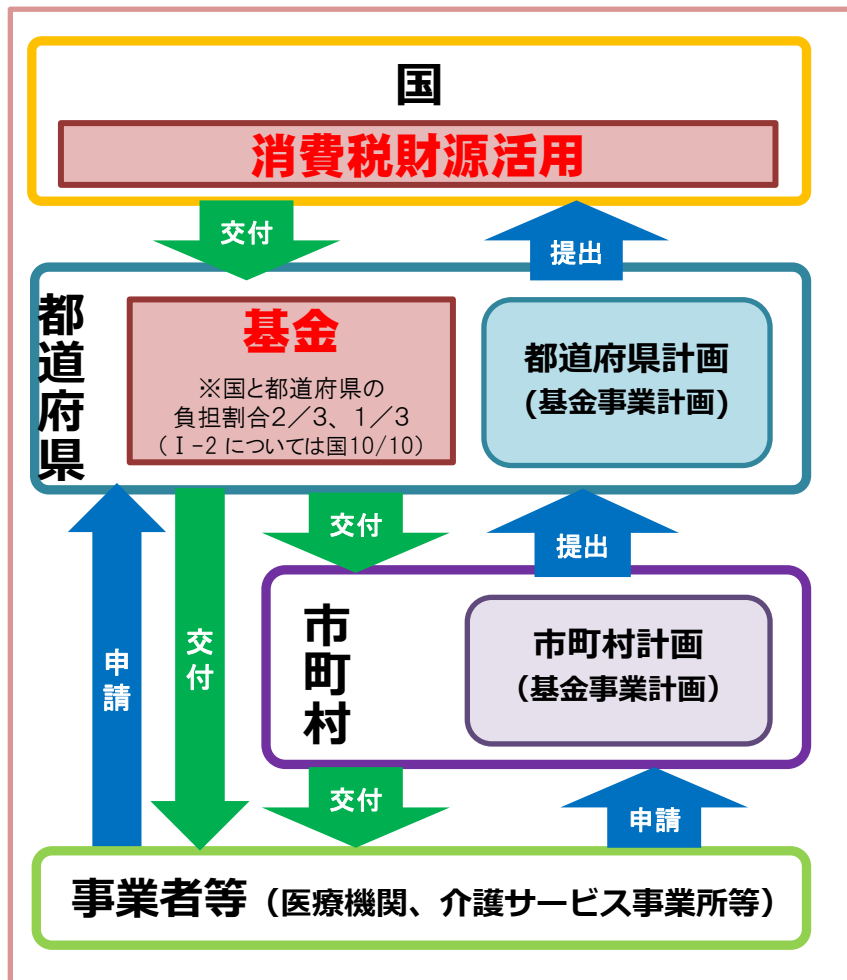 国
消費税財源活用
交付
提出
都道府県
基金
※国と都道府県の
負担割合2／3、1／3
（Ⅰ-2については国10/10）
都道府県計画
(基金事業計画)
申請
交付
交付
提出
市町村
市町村計画
（基金事業計画）
交付
申請
事業者等（医療機関、介護サービス事業所等）